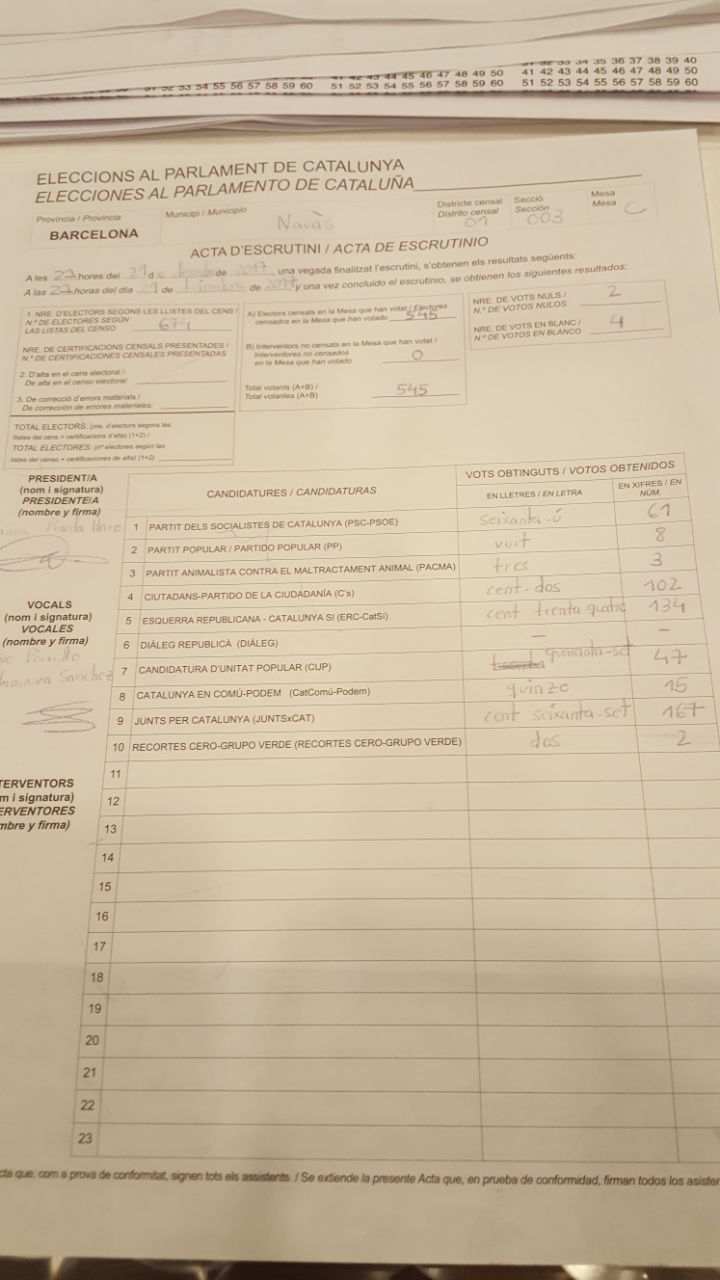 31 32 33 34 35 36 37 38 39 40
41 42 43 44 45 46 47 48 49 50 41 42 43 44 45 46 47 48 49 50
51 52 53 54 55 56 57 58 59 60 51 52 53 54 55 56 57 58 59 60 51 52 53 54 55 56 57 58 59 60
ELECCIONS AL PARLAMENT DE CATALUNYA
ELECCIONES AL PARLAMENTO DE CATALUÑA
Província / Provincia
BARCELONA
Municipi / Municipio
Navàs
Districte censal
Distrito censal
01
Secció
Sección
003
Mesa
Mesa
C
ACTA D'ESCRUTINI / ACTA DE ESCRUTINIO
A les 22 hores del 21 de desembre de 2017, una vegada finalitzat l'escrutini, s'obtenen els resultats següents:
A las 22 horas del día 21 de diciembre de 2017, y una vez concluido el escrutinio, se obtienen los siguientes resultados:
1. NRE. D'ELECTORS SEGONS LES LLISTES DEL CENS /
N.º DE ELECTORES SEGÚN
LAS LISTAS DEL CENSO 674
NRE. DE CERTIFICACIONS CENSALS PRESENTADES /
N.º DE CERTIFICACIONES CENSALES PRESENTADAS
2. D'alta en el cens electoral /
De alta en el censo electoral:
3. De correcció d'errors materials /
De corrección de errores materiales:
TOTAL ELECTORS: (nre. d'electors segons les
llistes del cens + certificacions d'alta) (1+2) /
TOTAL ELECTORES: (nº electores según las
listas del censo + certificaciones de alta) (1+2)
A) Electors censats en la Mesa que han votat / Electores
censados en la Mesa que han votado 545
B) Interventors no censats en la Mesa que han votat /
Interventores no censados
en la Mesa que han votado 0
Total votants (A+B) /
Total votantes (A+B) 545
NRE. DE VOTS NULS /
N.º DE VOTOS NULOS 2
NRE. DE VOTS EN BLANC /
N.º DE VOTOS EN BLANCO 4
PRESIDENT/A
(nom i signatura)
PRESIDENTE/A
(nombre y firma)
VOCALS
(nom i signatura)
VOCALES
(nombre y firma)
Sanchez
TERVENTORS
m i signatura)
ERVENTORES
mbre y firma)
CANDIDATURES / CANDIDATURAS
VOTS OBTINGUTS / VOTOS OBTENIDOS
EN LLETRES / EN LETRA
EN XIFRES / EN
NÚM.
1 PARTIT DELS SOCIALISTES DE CATALUNYA (PSC-PSOE) seixanta-ú 61
2 PARTIT POPULAR / PARTIDO POPULAR (PP) vuit 8
3 PARTIT ANIMALISTA CONTRA EL MALTRACTAMENT ANIMAL (PACMA) tres 3
4 CIUTADANS-PARTIDO DE LA CIUDADANÍA (C's) cent-dos 102
5 ESQUERRA REPUBLICANA - CATALUNYA SI (ERC-CatSí) cent trenta quatre 134
6 DIÀLEG REPUBLICÀ (DIÀLEG) – –
7 CANDIDATURA D'UNITAT POPULAR (CUP) quaranta-set 47
8 CATALUNYA EN COMÚ-PODEM (CatComú-Podem) quinze 15
9 JUNTS PER CATALUNYA (JUNTSxCAT) cent seixanta-set 167
10 RECORTES CERO-GRUPO VERDE (RECORTES CERO-GRUPO VERDE) dos 2
11
12
13
14
15
16
17
18
19
20
21
22
23
cta que, com a prova de conformitat, signen tots els assistents. / Se extiende la presente Acta que, en prueba de conformidad, firman todos los asisten